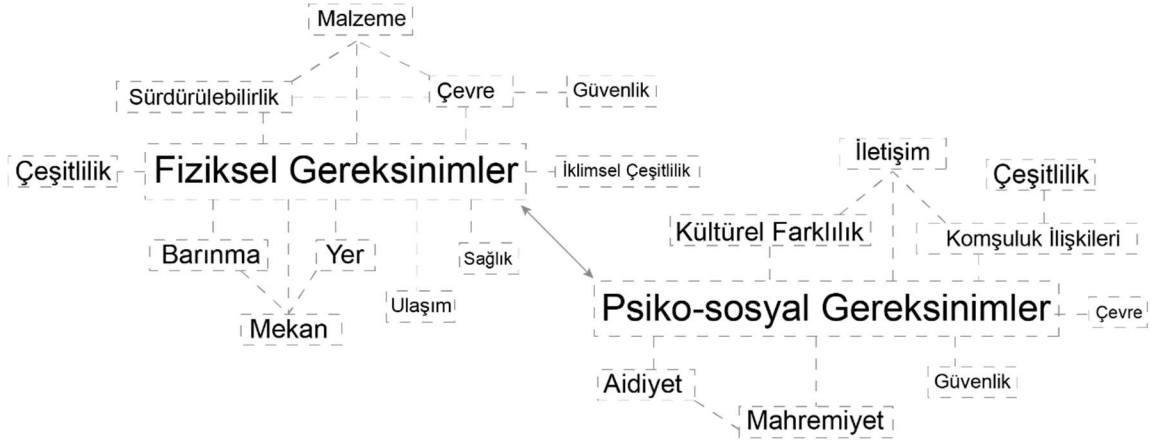 Malzeme
Sürdürülebilirlik
Çevre
Güvenlik
Çeşitlilik
Fiziksel Gereksinimler
İklimsel Çeşitlilik
Barınma
Yer
Sağlık
Ulaşım
Mekan
İletişim
Çeşitlilik
Kültürel Farklılık
Komşuluk İlişkileri
Psiko-sosyal Gereksinimler
Çevre
Aidiyet
Güvenlik
Mahremiyet